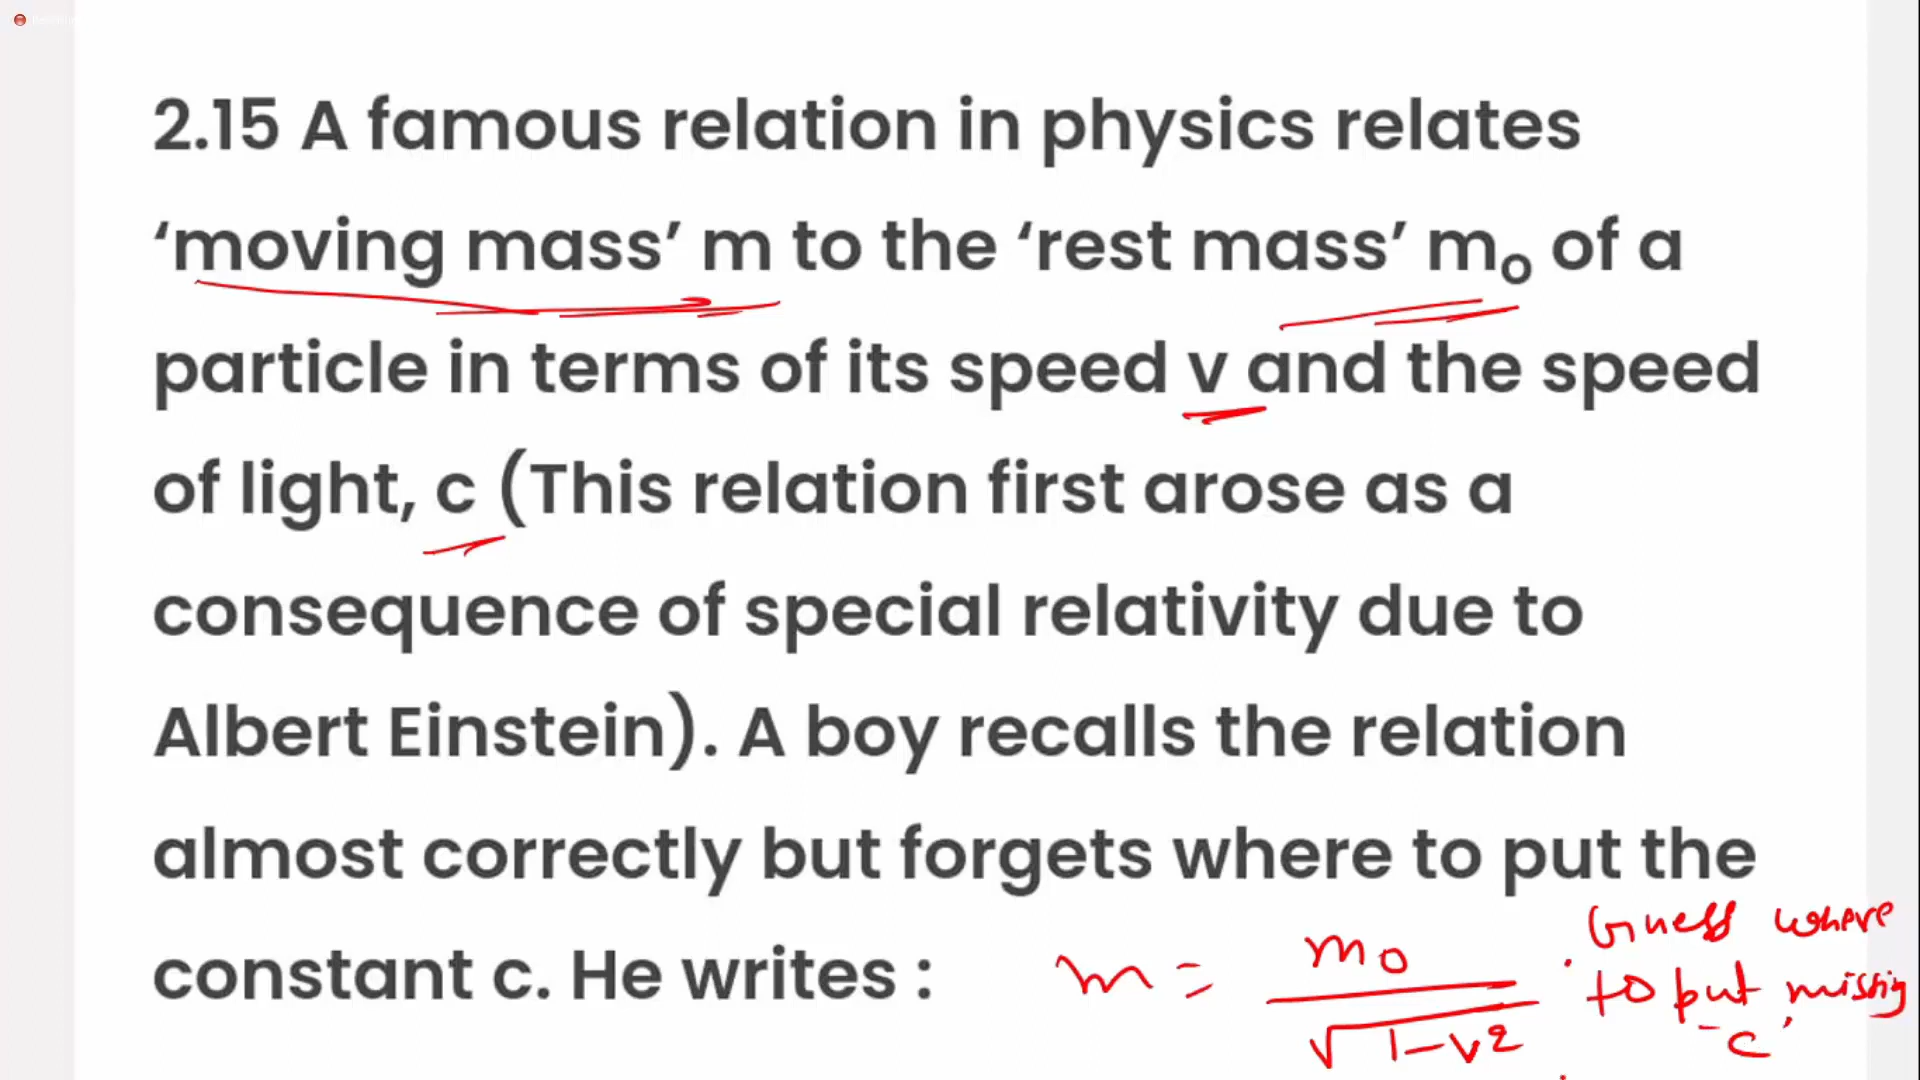 2.15 A famous relation in physics relates
‘moving mass’ m to the ‘rest mass’ mₒ of a
particle in terms of its speed v and the speed
of light, c (This relation first arose as a
consequence of special relativity due to
Albert Einstein). A boy recalls the relation
almost correctly but forgets where to put the
constant c. He writes :
m = m₀ / √1-v²
Guess where
to put missing
'c'